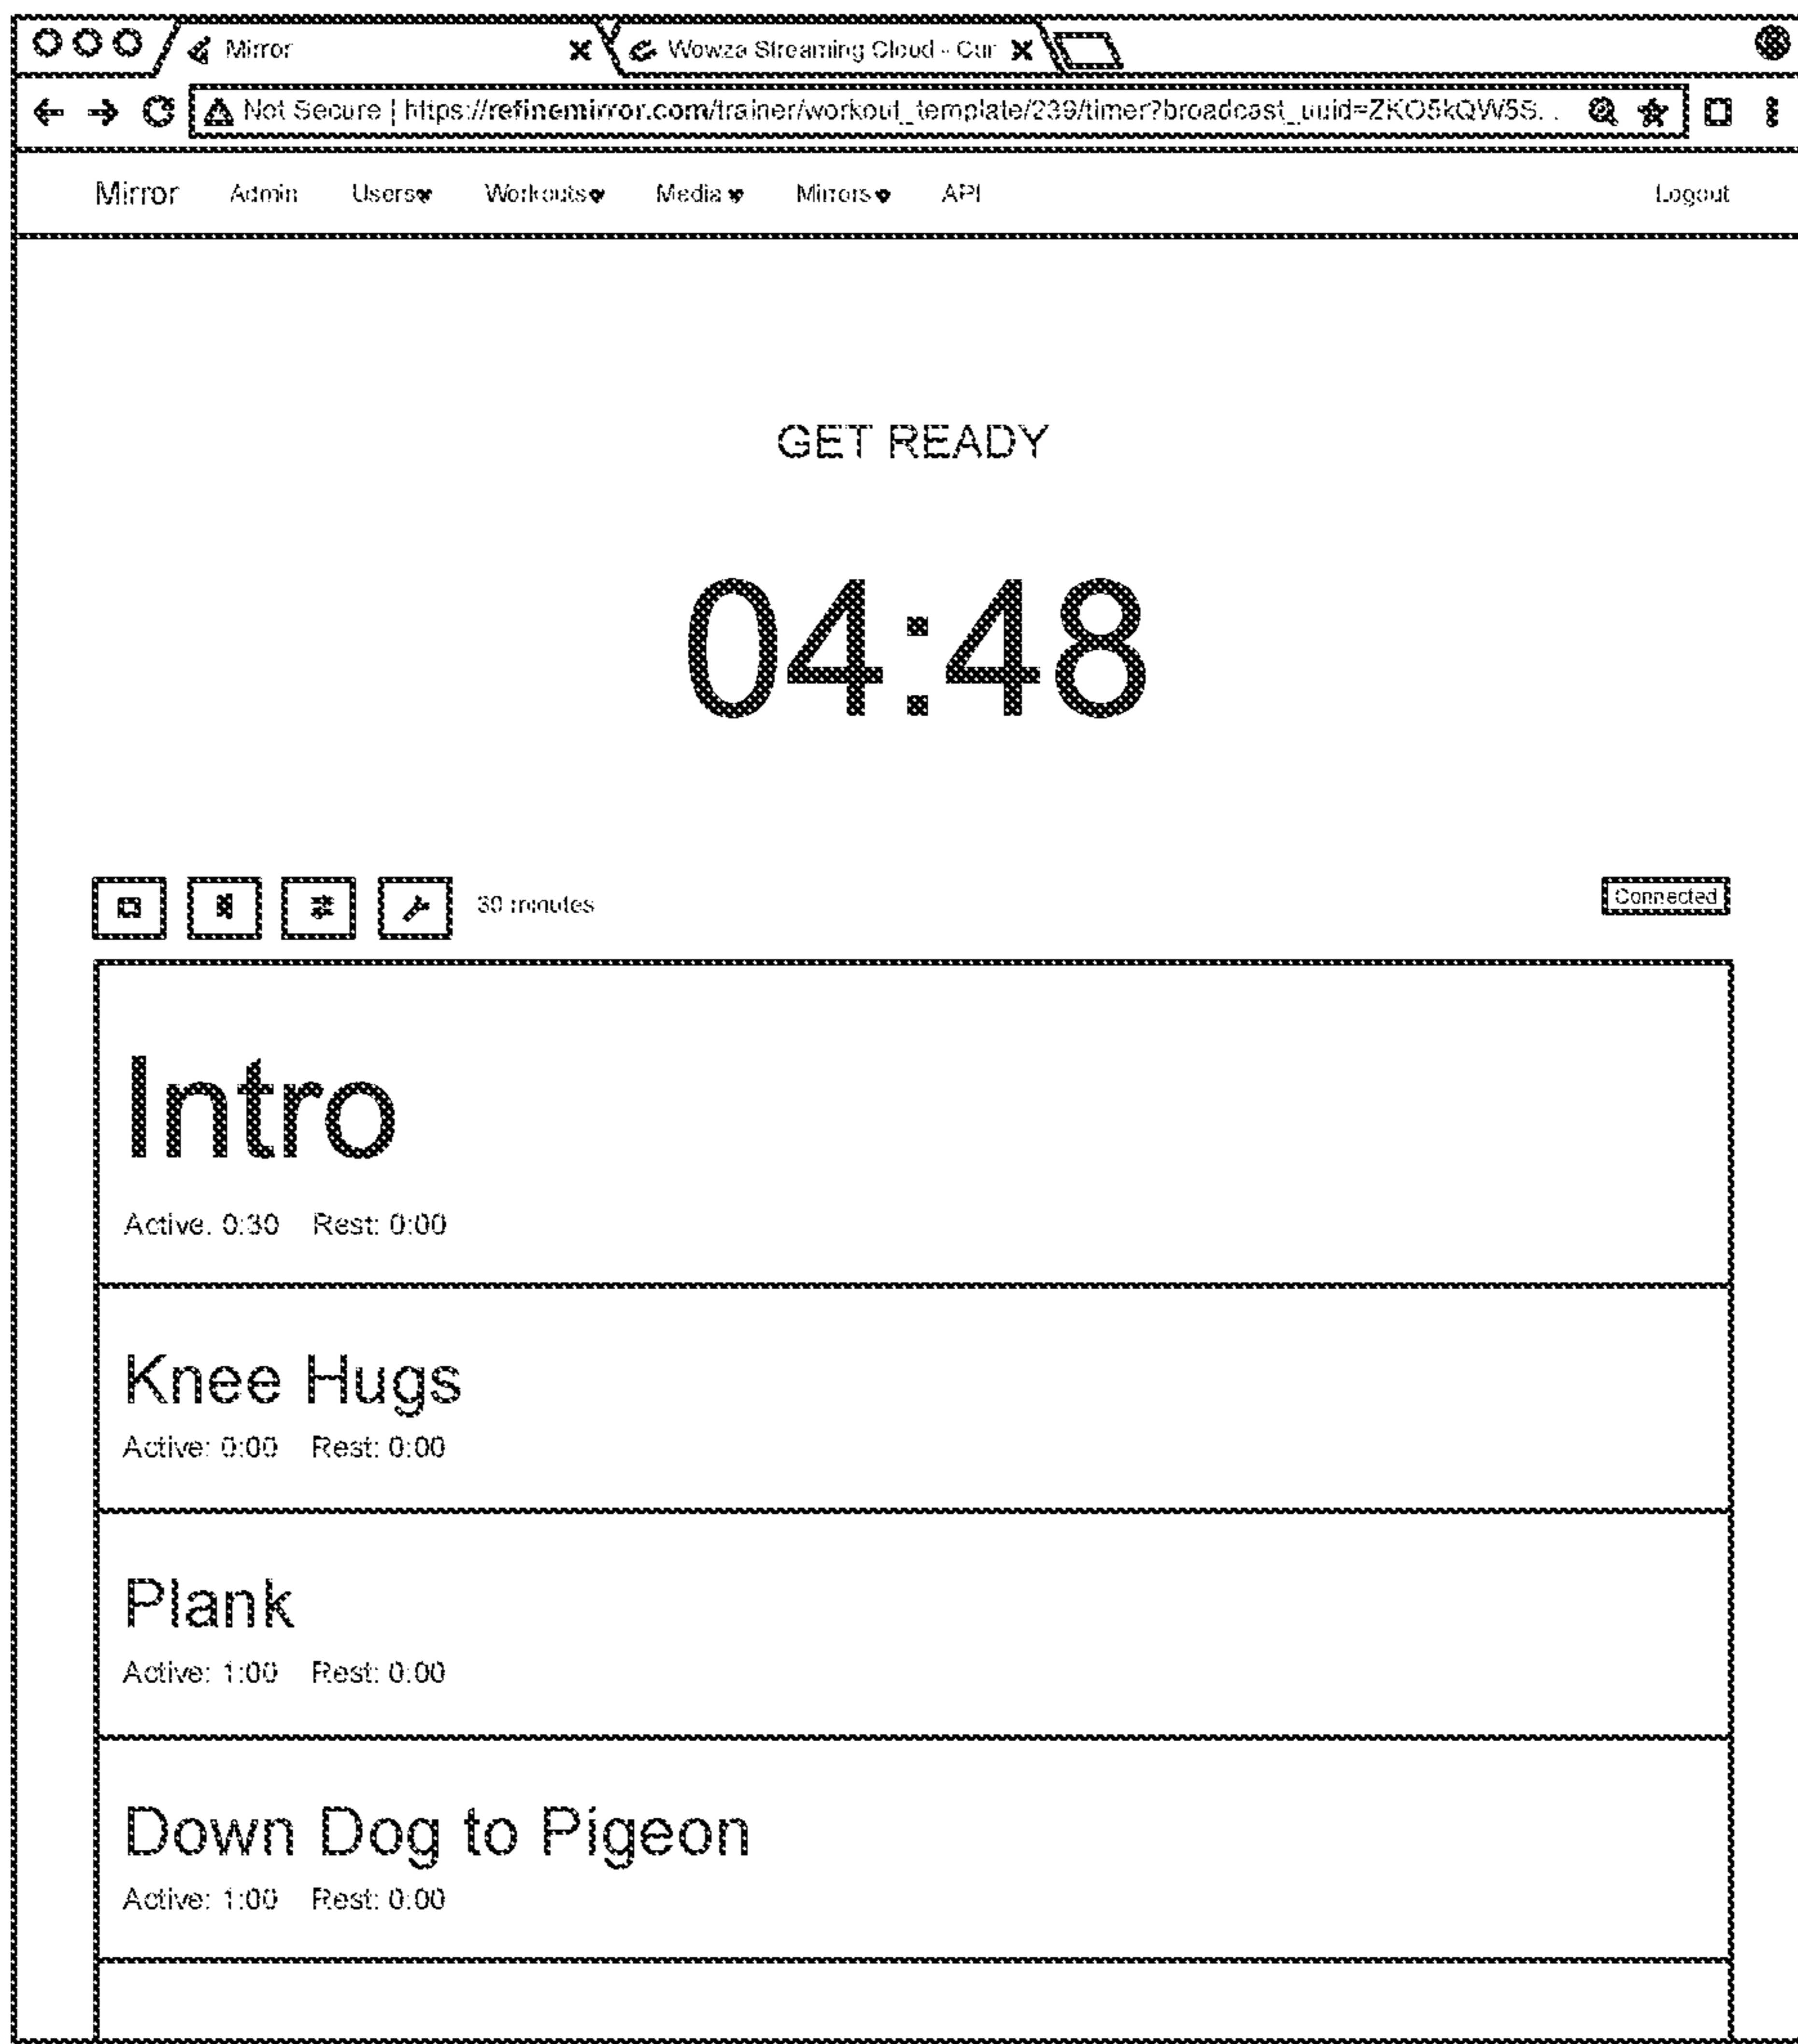 Mirror
Wowza Streaming Cloud - Cur
Not Secure | https://refinemirror.com/trainer/workout_template/239/timer?broadcast_uuid=ZKO5kQW5S. .
Mirror Admin Users Workouts Media Mirrors API Logout
GET READY
04:48
30 minutes
Connected
Intro
Active. 0:30 Rest: 0:00
Knee Hugs
Active: 0:00 Rest: 0:00
Plank
Active: 1:00 Rest: 0:00
Down Dog to Pigeon
Active: 1:00 Rest: 0:00